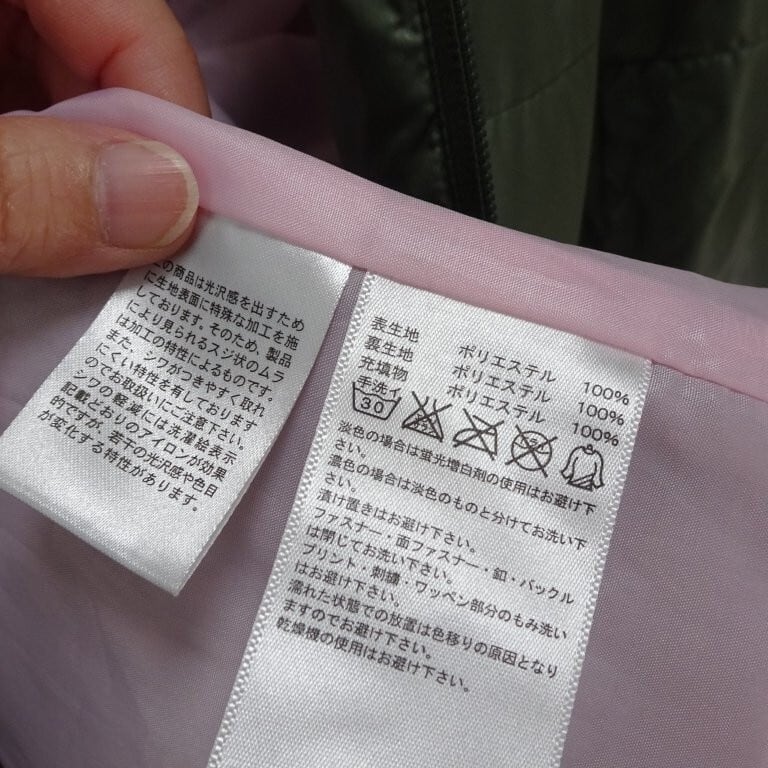 この商品は光沢感を出すため
に生地表面に特殊な加工を施
しております。そのため、製品
により見られるスジ状のムラ
は加工の特性によるものです。
また、シワがつきやすく取れ
にくい特性を有しております
のでお取扱いにご注意下さい。
シワの軽減には洗濯絵表示
記載とおりのアイロンが効果
的ですが、若干の光沢感や色目
が変化する特性があります。
表生地 ポリエステル 100%
裏生地 ポリエステル 100%
充填物 ポリエステル 100%
手洗イ
30
淡色の場合は蛍光増白剤の使用はお避け下
さい。
濃色の場合は淡色のものと分けてお洗い下
さい。
漬け置きはお避け下さい。
ファスナー・面ファスナー・釦・バックル
は閉じてお洗い下さい。
プリント・刺繍・ワッペン部分のもみ洗い
はお避け下さい。
濡れた状態での放置は色移りの原因となり
ますのでお避け下さい。
乾燥機の使用はお避け下さい。